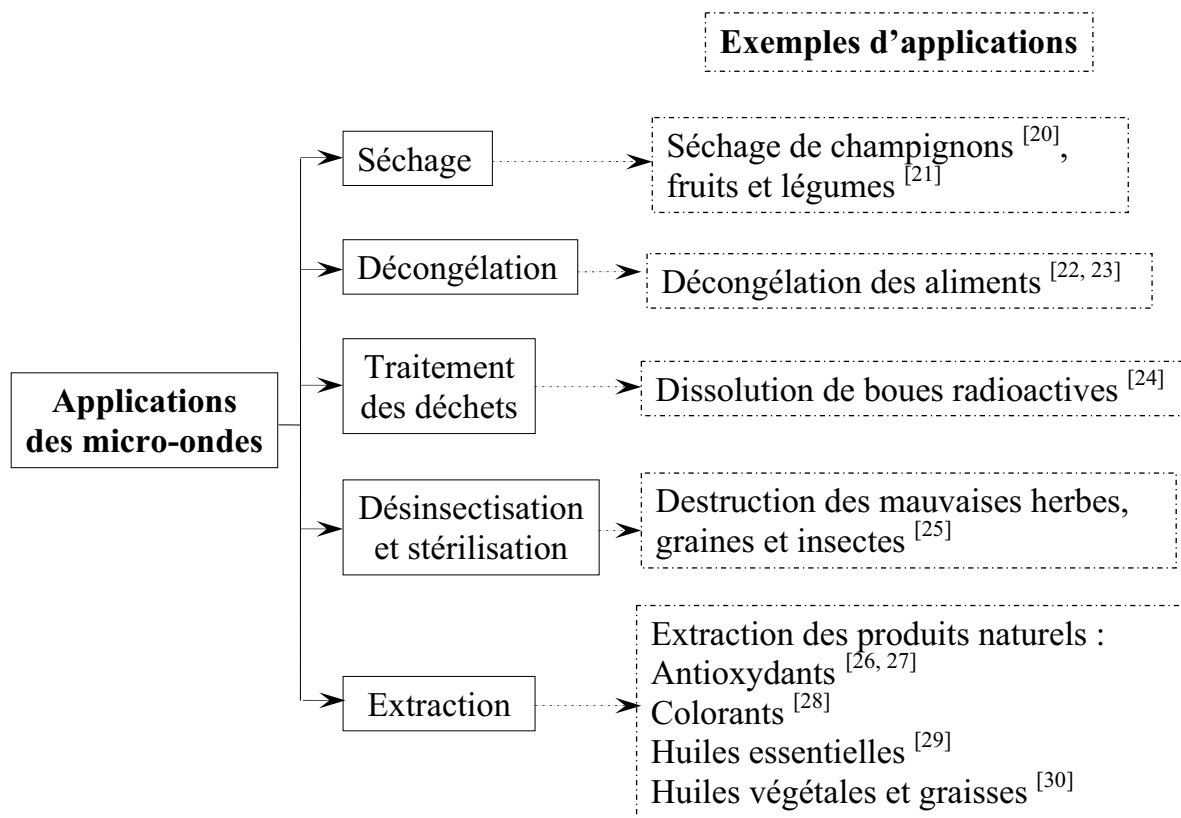 Exemples d’applications
Séchage
Séchage de champignons [20],
fruits et légumes [21]
Décongélation
Décongélation des aliments [22, 23]
Applications
des micro-ondes
Traitement
des déchets
Dissolution de boues radioactives [24]
Désinsectisation
et stérilisation
Destruction des mauvaises herbes,
graines et insectes [25]
Extraction
Extraction des produits naturels :
Antioxydants [26, 27]
Colorants [28]
Huiles essentielles [29]
Huiles végétales et graisses [30]